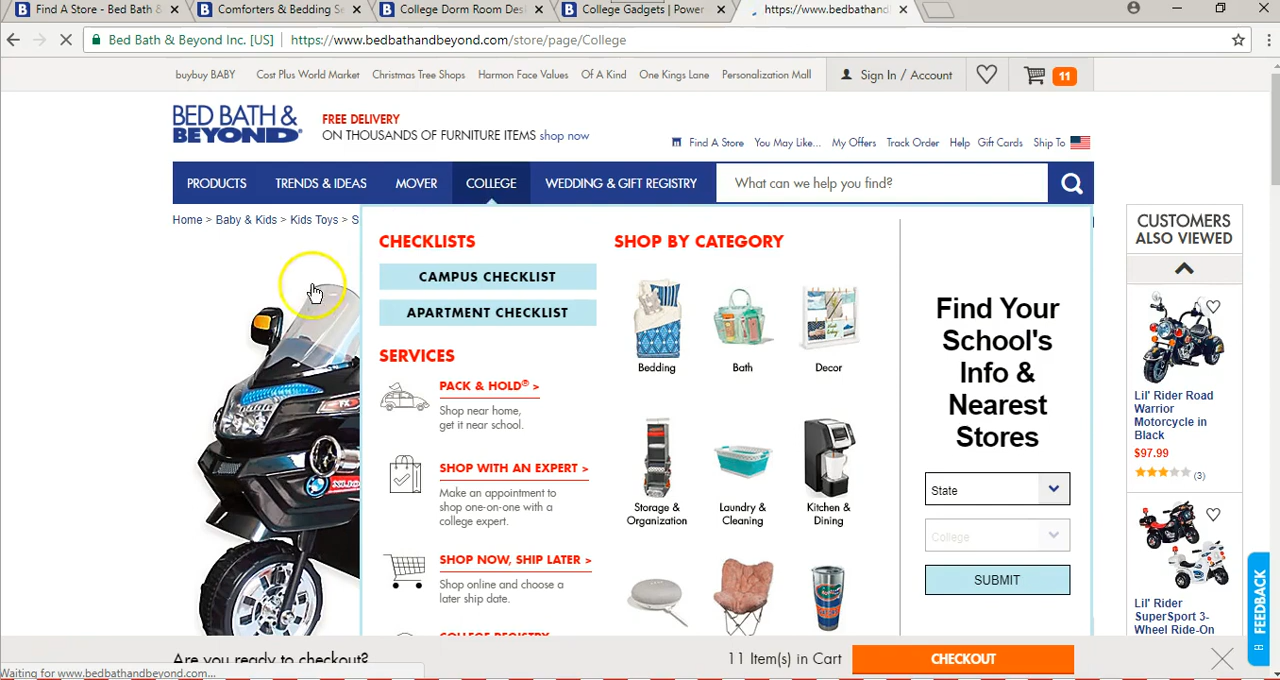 Find A Store - Bed Bath &
Comforters & Bedding Se
College Dorm Room Des
College Gadgets | Power
https://www.bedbathand
Bed Bath & Beyond Inc. [US]
https://www.bedbathandbeyond.com/store/page/College
buybuy BABY
Cost Plus World Market
Christmas Tree Shops
Harmon Face Values
Of A Kind
One Kings Lane
Personalization Mall
Sign In / Account
11
BED BATH &
BEYOND
FREE DELIVERY
ON THOUSANDS OF FURNITURE ITEMS shop now
Find A Store
You May Like...
My Offers
Track Order
Help
Gift Cards
Ship To
PRODUCTS
TRENDS & IDEAS
MOVER
COLLEGE
WEDDING & GIFT REGISTRY
What can we help you find?
Home > Baby & Kids > Kids Toys > S
CHECKLISTS
CAMPUS CHECKLIST
APARTMENT CHECKLIST
SERVICES
PACK & HOLD® >
Shop near home,
get it near school.
SHOP WITH AN EXPERT >
Make an appointment to
shop one-on-one with a
college expert.
SHOP NOW, SHIP LATER >
Shop online and choose a
later ship date.
COLLEGE REGISTRY
SHOP BY CATEGORY
Bedding
Bath
Decor
Storage &
Organization
Laundry &
Cleaning
Kitchen &
Dining
Find Your
School's
Info &
Nearest
Stores
State
College
SUBMIT
CUSTOMERS
ALSO VIEWED
Lil' Rider Road
Warrior
Motorcycle in
Black
$97.99
(3)
Lil' Rider
SuperSport 3-
Wheel Ride-On
FEEDBACK
Are you ready to checkout?
11 Item(s) in Cart
CHECKOUT
Waiting for www.bedbathandbeyond.com...